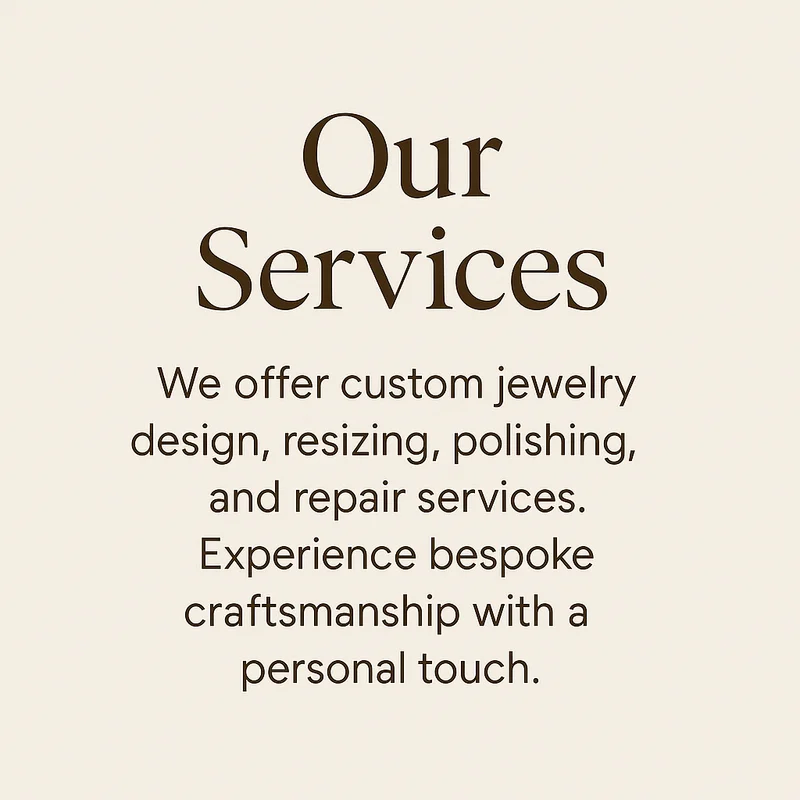 Our
Services
We offer custom jewelry
design, resizing, polishing,
and repair services.
Experience bespoke
craftsmanship with a
personal touch.